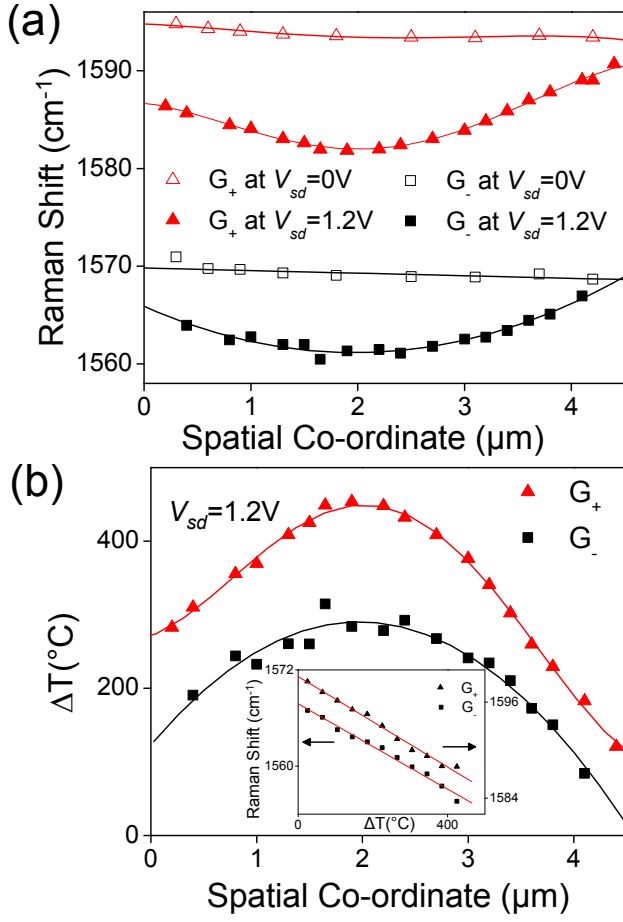 (a)
Raman Shift (cm⁻¹)
1590
1580
1570
1560
G₊ at Vsd=0V
G₋ at Vsd=0V
G₊ at Vsd=1.2V
G₋ at Vsd=1.2V
0 1 2 3 4
Spatial Co-ordinate (μm)
(b)
Vsd=1.2V
G₊
G₋
ΔT(°C)
400
200
0
1572
1560
Raman Shift (cm⁻¹)
G₊
G₋
1596
1584
0 400
ΔT(°C)
0 1 2 3 4
Spatial Co-ordinate (μm)